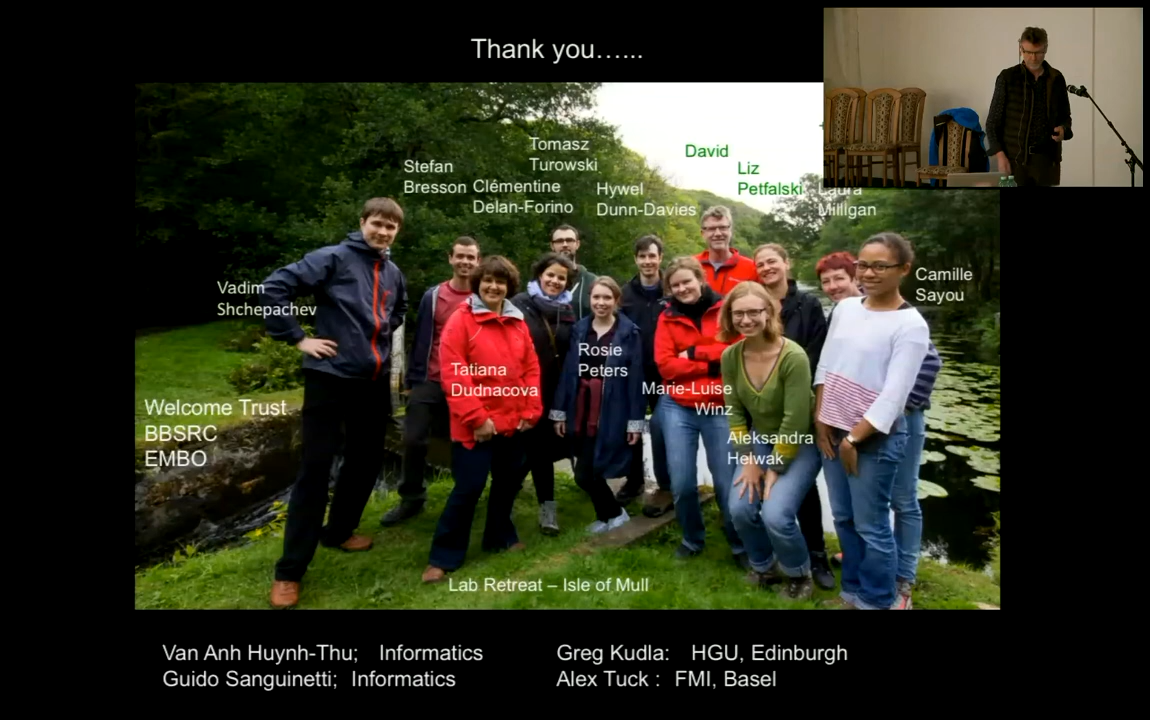 Thank you…...
Tomasz
Turowski
David
Stefan
Bresson
Liz
Petfalski
Clémentine
Delan-Forino
Hywel
Dunn-Davies
Laura
Milligan
Vadim
Shchepachev
Camille
Sayou
Rosie
Peters
Tatiana
Dudnacova
Marie-Luise
Winz
Welcome Trust
BBSRC
EMBO
Aleksandra
Helwak
Lab Retreat – Isle of Mull
Van Anh Huynh-Thu; Informatics
Guido Sanguinetti; Informatics
Greg Kudla: HGU, Edinburgh
Alex Tuck : FMI, Basel